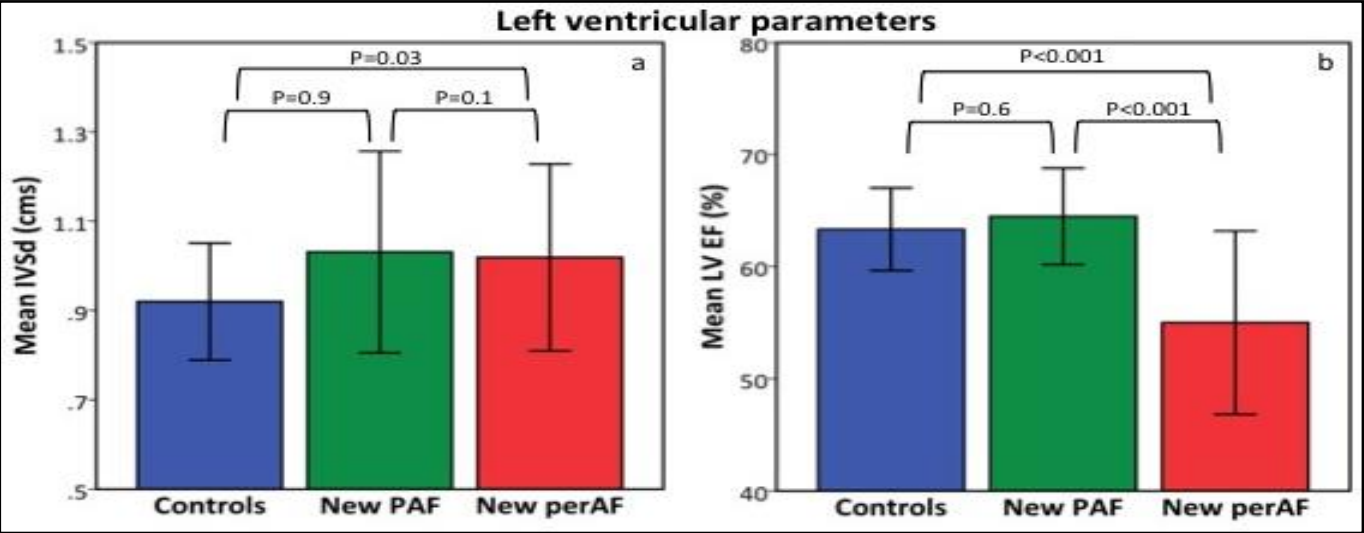 Left ventricular parameters
a
P=0.03
P=0.9
P=0.1
1.5
1.3
1.1
.9
.7
.5
Mean IVSd (cms)
Controls New PAF New perAF
b
P<0.001
P=0.6
P<0.001
80
70
60
50
40
Mean LV EF (%)
Controls New PAF New perAF